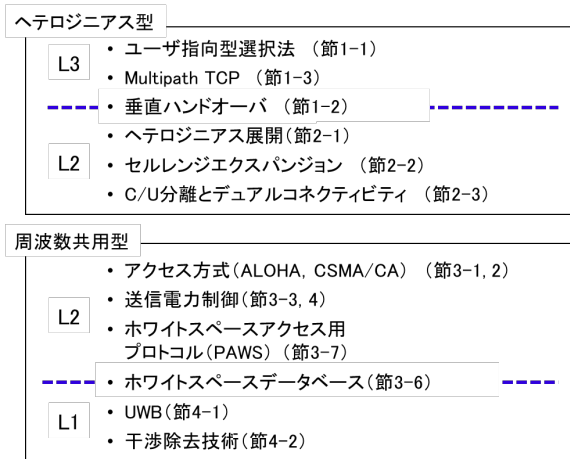 ヘテロジニアス型
L3
・ ユーザ指向型選択法 （節1-1）
・ Multipath TCP （節1-3）
・ 垂直ハンドオーバ （節1-2）
L2
・ ヘテロジニアス展開（節2-1）
・ セルレンジエクスパンジョン （節2-2）
・ C/U分離とデュアルコネクティビティ （節2-3）
周波数共用型
L2
・ アクセス方式（ALOHA, CSMA/CA） （節3-1, 2）
・ 送信電力制御（節3-3, 4）
・ ホワイトスペースアクセス用
プロトコル（PAWS） （節3-7）
・ ホワイトスペースデータベース（節3-6）
L1
・ UWB（節4-1）
・ 干渉除去技術（節4-2）